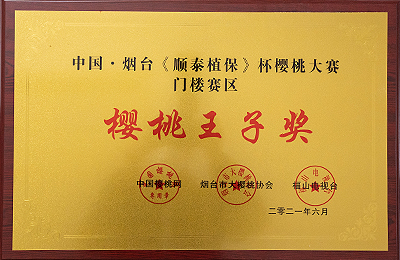 中国·烟台《顺泰植保》杯樱桃大赛
门楼赛区
樱桃王子奖
中国樱桃网 烟台市大樱桃协会 福山电视台
二〇二一年六月